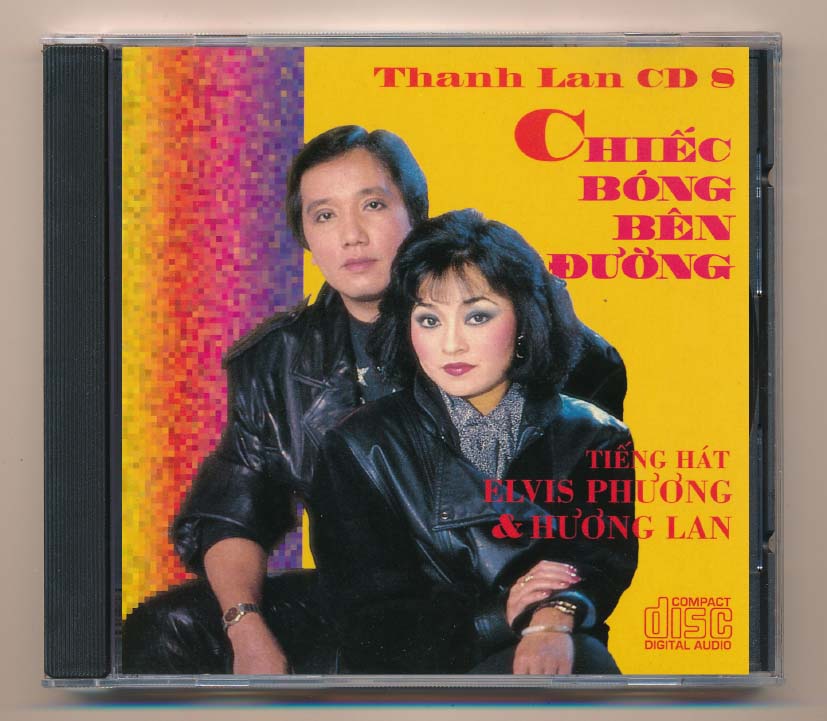 Thanh Lan CD 8
CHIẾC
BÓNG
BÊN
ĐƯỜNG
TIẾNG HÁT
ELVIS PHƯƠNG
& HƯƠNG LAN
COMPACT
disc
DIGITAL AUDIO